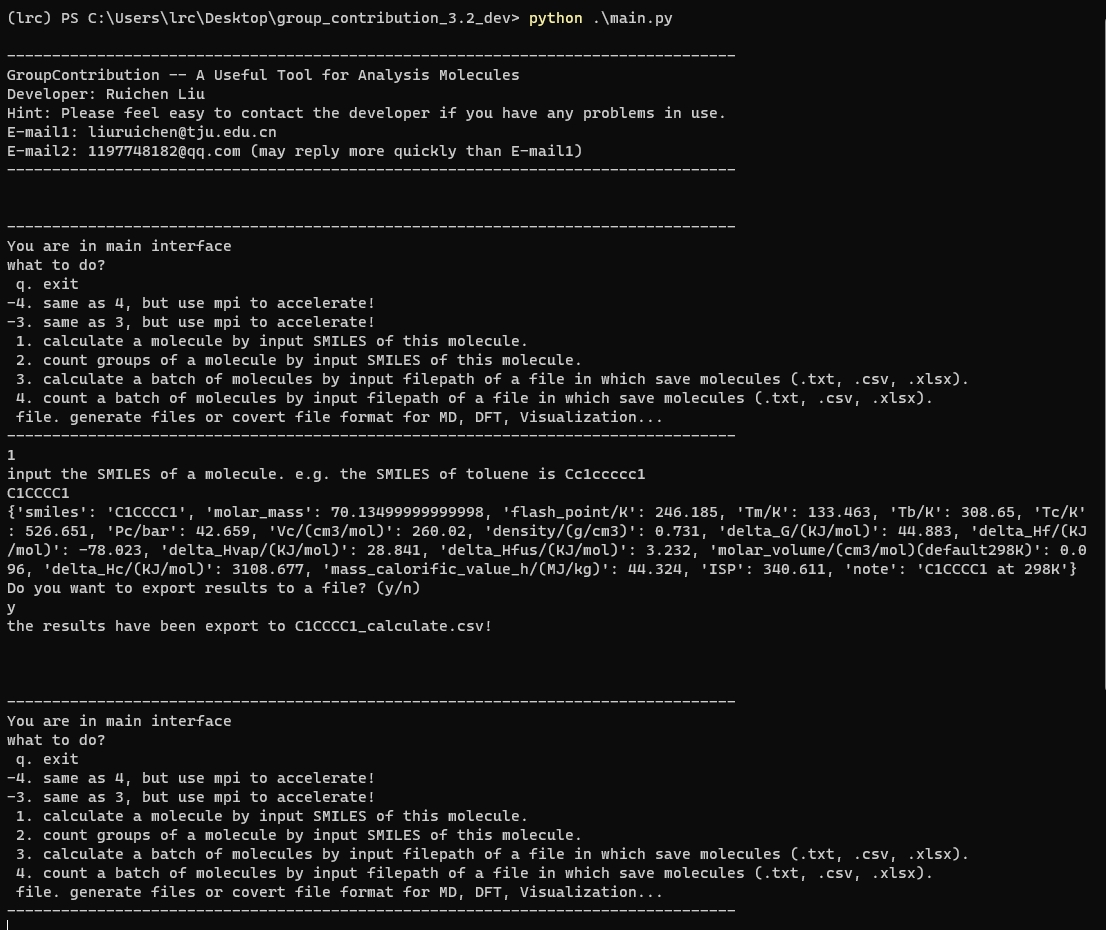 (lrc) PS C:\Users\lrc\Desktop\group_contribution_3.2_dev> python .\main.py
---------------------------------------------------------------------------------
GroupContribution -- A Useful Tool for Analysis Molecules
Developer: Ruichen Liu
Hint: Please feel easy to contact the developer if you have any problems in use.
E-mail1: liuruichen@tju.edu.cn
E-mail2: 1197748182@qq.com (may reply more quickly than E-mail1)
---------------------------------------------------------------------------------
---------------------------------------------------------------------------------
You are in main interface
what to do?
 q. exit
-4. same as 4, but use mpi to accelerate!
-3. same as 3, but use mpi to accelerate!
 1. calculate a molecule by input SMILES of this molecule.
 2. count groups of a molecule by input SMILES of this molecule.
 3. calculate a batch of molecules by input filepath of a file in which save molecules (.txt, .csv, .xlsx).
 4. count a batch of molecules by input filepath of a file in which save molecules (.txt, .csv, .xlsx).
 file. generate files or covert file format for MD, DFT, Visualization...
---------------------------------------------------------------------------------
1
input the SMILES of a molecule. e.g. the SMILES of toluene is Cc1ccccc1
C1CCCC1
{'smiles': 'C1CCCC1', 'molar_mass': 70.13499999999998, 'flash_point/K': 246.185, 'Tm/K': 133.463, 'Tb/K': 308.65, 'Tc/K'
: 526.651, 'Pc/bar': 42.659, 'Vc/(cm3/mol)': 260.02, 'density/(g/cm3)': 0.731, 'delta_G/(KJ/mol)': 44.883, 'delta_Hf/(KJ
/mol)': -78.023, 'delta_Hvap/(KJ/mol)': 28.841, 'delta_Hfus/(KJ/mol)': 3.232, 'molar_volume/(cm3/mol)(default298K)': 0.0
96, 'delta_Hc/(KJ/mol)': 3108.677, 'mass_calorific_value_h/(MJ/kg)': 44.324, 'ISP': 340.611, 'note': 'C1CCCC1 at 298K'}
Do you want to export results to a file? (y/n)
y
the results have been export to C1CCCC1_calculate.csv!
---------------------------------------------------------------------------------
You are in main interface
what to do?
 q. exit
-4. same as 4, but use mpi to accelerate!
-3. same as 3, but use mpi to accelerate!
 1. calculate a molecule by input SMILES of this molecule.
 2. count groups of a molecule by input SMILES of this molecule.
 3. calculate a batch of molecules by input filepath of a file in which save molecules (.txt, .csv, .xlsx).
 4. count a batch of molecules by input filepath of a file in which save molecules (.txt, .csv, .xlsx).
 file. generate files or covert file format for MD, DFT, Visualization...
---------------------------------------------------------------------------------